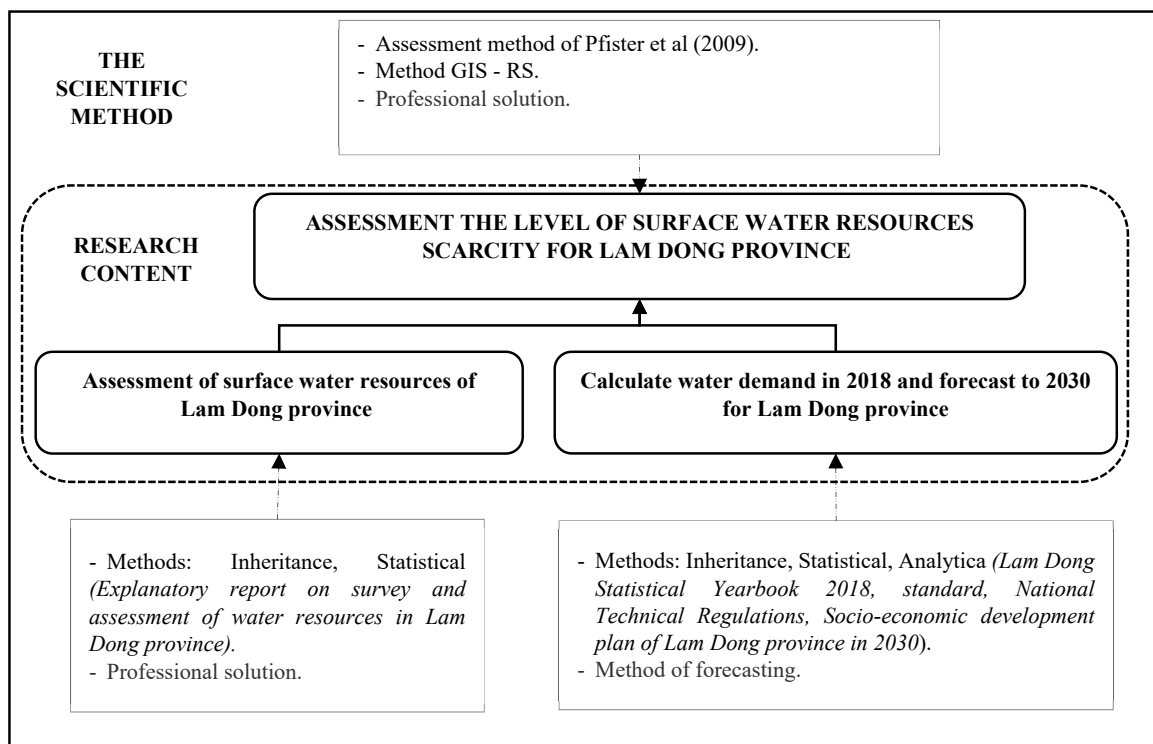 THE
SCIENTIFIC
METHOD
- Assessment method of Pfister et al (2009).
- Method GIS - RS.
- Professional solution.
RESEARCH
CONTENT
ASSESSMENT THE LEVEL OF SURFACE WATER RESOURCES
SCARCITY FOR LAM DONG PROVINCE
Assessment of surface water resources of
Lam Dong province
Calculate water demand in 2018 and forecast to 2030
for Lam Dong province
- Methods: Inheritance, Statistical
(Explanatory report on survey and
assessment of water resources in Lam
Dong province).
- Professional solution.
- Methods: Inheritance, Statistical, Analytica (Lam Dong
Statistical Yearbook 2018, standard, National
Technical Regulations, Socio-economic development
plan of Lam Dong province in 2030).
- Method of forecasting.